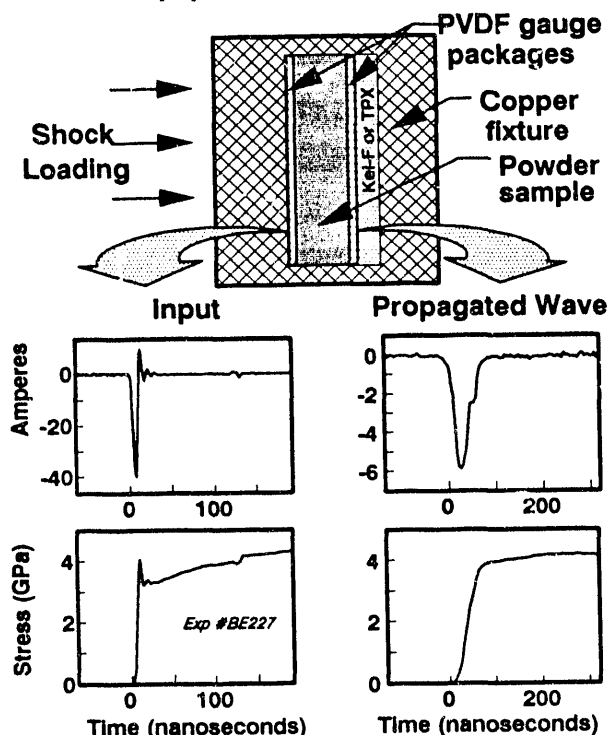 PVDF gauge
packages
Shock
Loading
Kel-F or TPX
Copper
fixture
Powder
sample
Input
Propagated Wave
Amperes
0
-20
-40
0 100
0
-2
-4
-6
0 200
Stress (GPa)
4
2
0
Exp #BE227
0 100
Time (nanoseconds)
4
2
0
0 200
Time (nanoseconds)